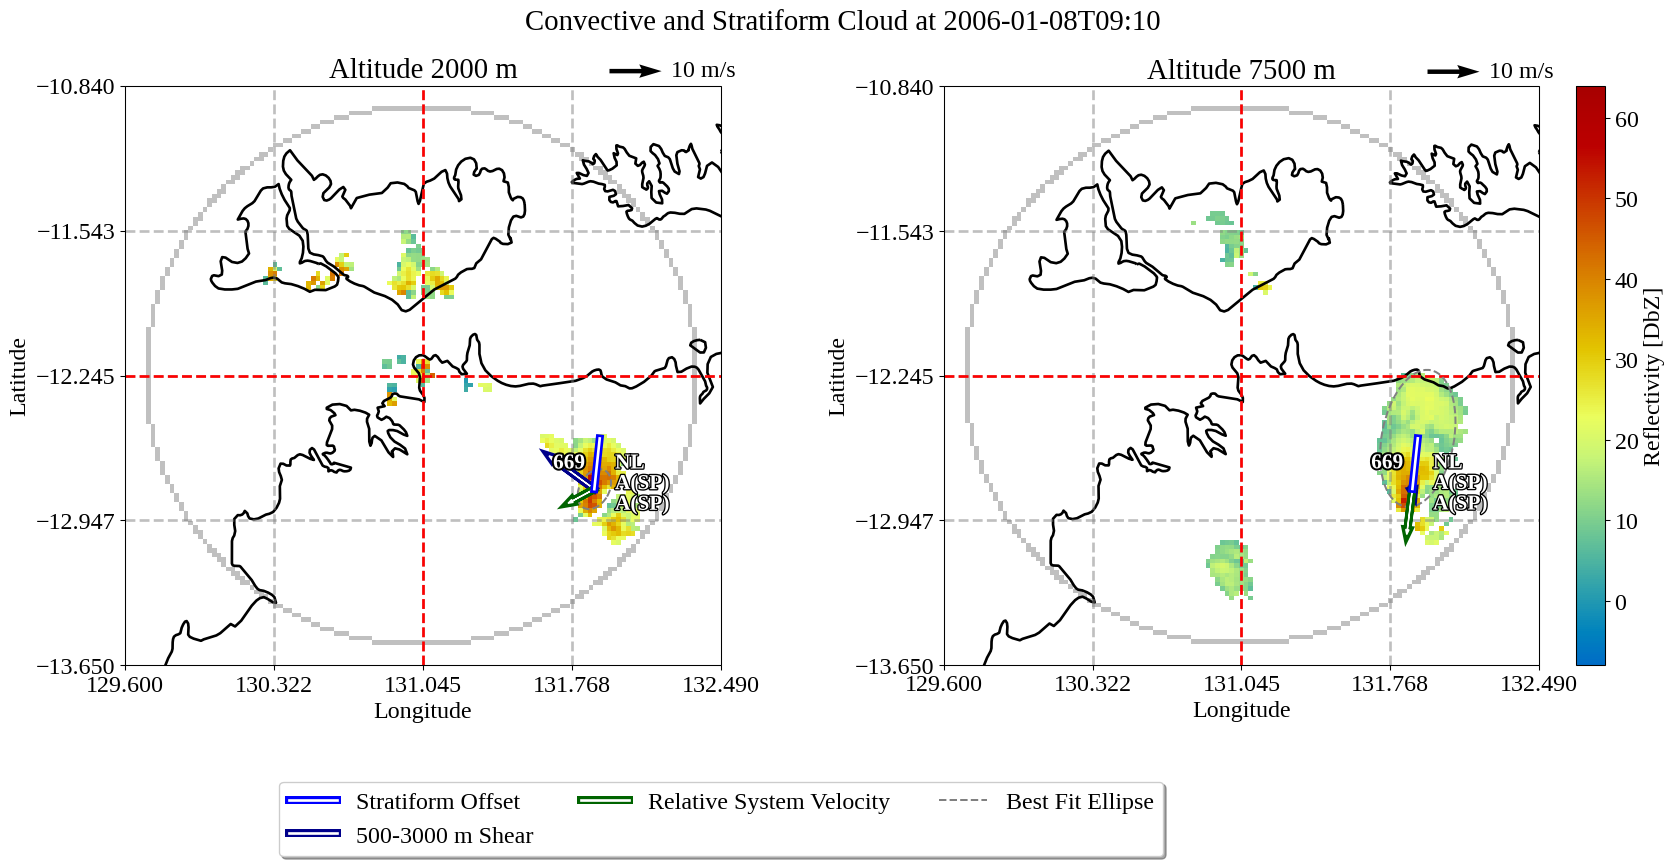 Convective and Stratiform Cloud at 2006-01-08T09:10
Altitude 2000 m
10 m/s
−10.840
−11.543
−12.245
−12.947
−13.650
129.600
130.322
131.045
131.768
132.490
Latitude
Longitude
669
NL
A(SP)
A(SP)
Altitude 7500 m
10 m/s
−10.840
−11.543
−12.245
−12.947
−13.650
129.600
130.322
131.045
131.768
132.490
Latitude
Longitude
669
NL
A(SP)
A(SP)
60
50
40
30
20
10
0
Reflectivity [DbZ]
Stratiform Offset
500-3000 m Shear
Relative System Velocity
Best Fit Ellipse